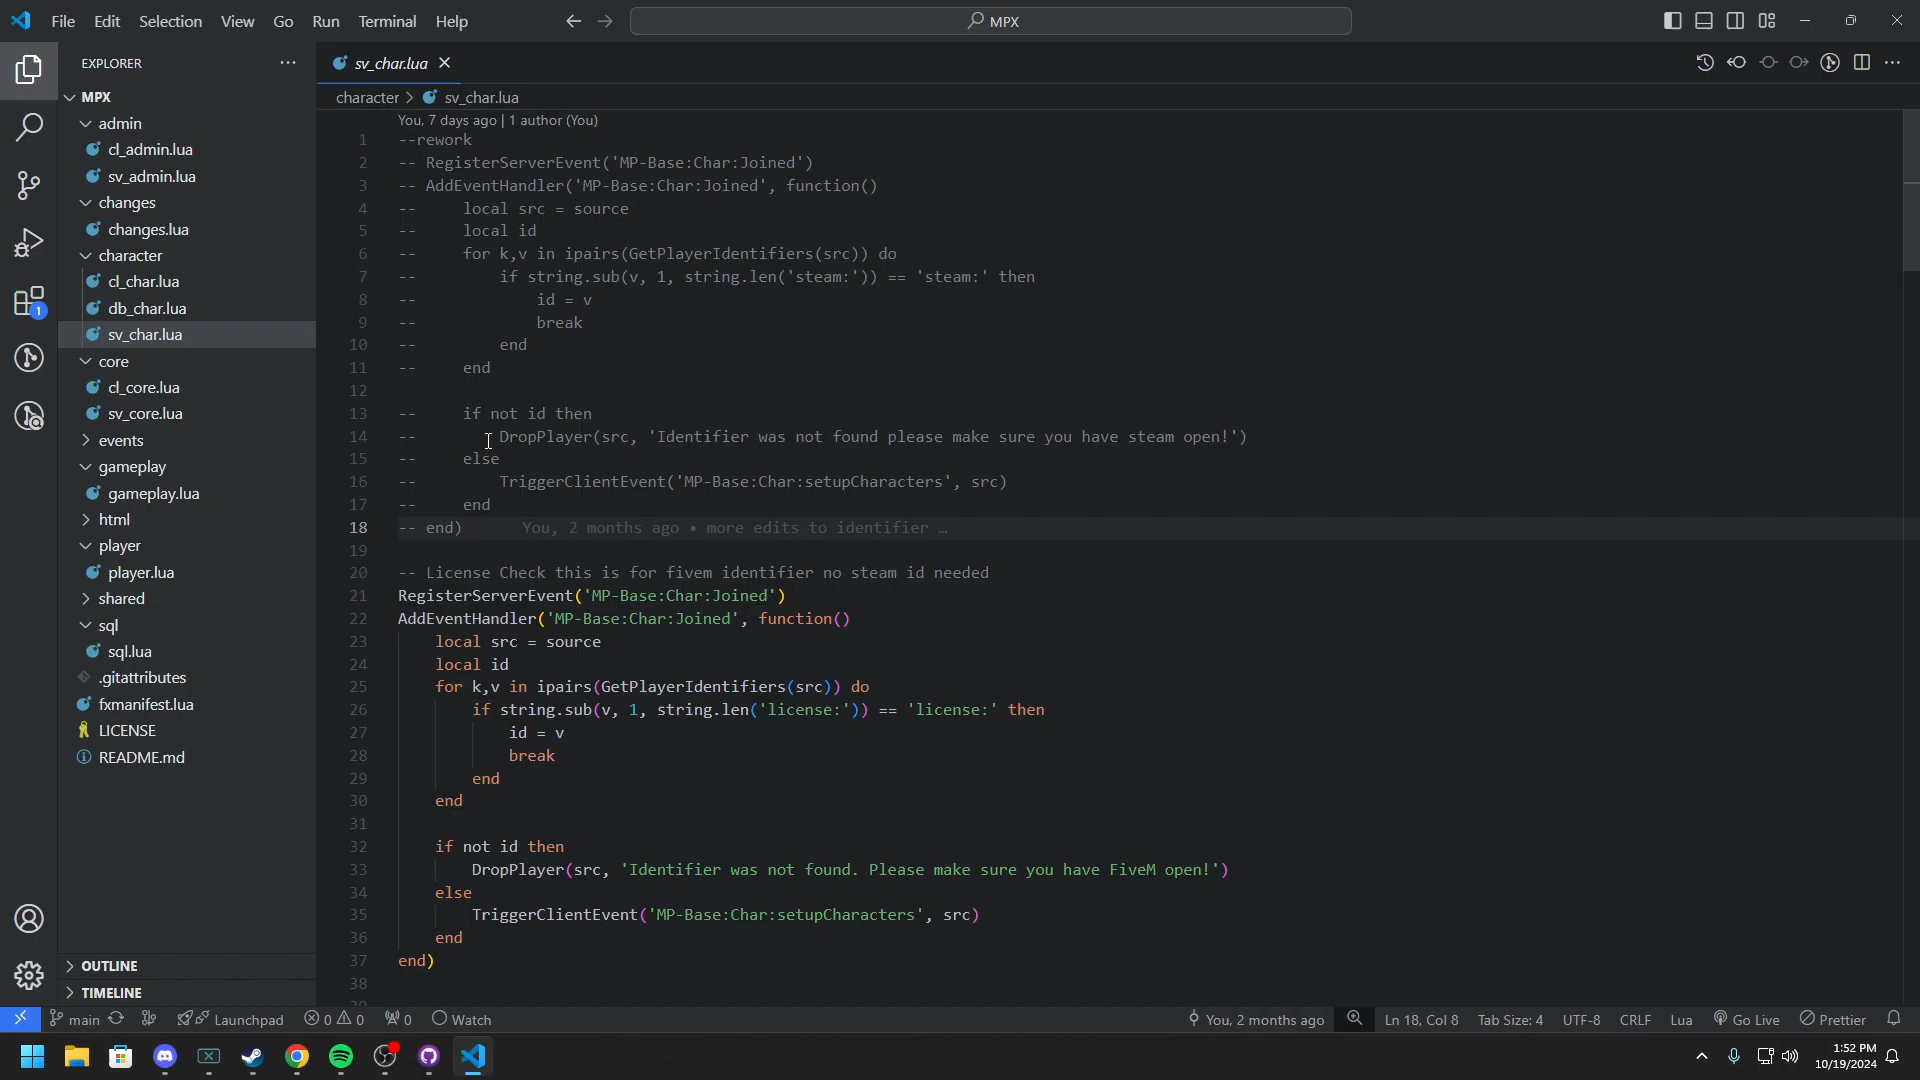 File Edit Selection View Go Run Terminal Help
MPX
EXPLORER
MPX
admin
cl_admin.lua
sv_admin.lua
changes
changes.lua
character
cl_char.lua
db_char.lua
sv_char.lua
core
cl_core.lua
sv_core.lua
events
gameplay
gameplay.lua
html
player
player.lua
shared
sql
sql.lua
.gitattributes
fxmanifest.lua
LICENSE
README.md
OUTLINE
TIMELINE
1
sv_char.lua
character > sv_char.lua
You, 7 days ago | 1 author (You)
1 --rework
2 -- RegisterServerEvent('MP-Base:Char:Joined')
3 -- AddEventHandler('MP-Base:Char:Joined', function()
4 --     local src = source
5 --     local id
6 --     for k,v in ipairs(GetPlayerIdentifiers(src)) do
7 --         if string.sub(v, 1, string.len('steam:')) == 'steam:' then
8 --             id = v
9 --             break
10 --         end
11 --     end
12
13 --     if not id then
14 --         DropPlayer(src, 'Identifier was not found please make sure you have steam open!')
15 --     else
16 --         TriggerClientEvent('MP-Base:Char:setupCharacters', src)
17 --     end
18 -- end)     You, 2 months ago • more edits to identifier …
19
20 -- License Check this is for fivem identifier no steam id needed
21 RegisterServerEvent('MP-Base:Char:Joined')
22 AddEventHandler('MP-Base:Char:Joined', function()
23     local src = source
24     local id
25     for k,v in ipairs(GetPlayerIdentifiers(src)) do
26         if string.sub(v, 1, string.len('license:')) == 'license:' then
27             id = v
28             break
29         end
30     end
31
32     if not id then
33         DropPlayer(src, 'Identifier was not found. Please make sure you have FiveM open!')
34     else
35         TriggerClientEvent('MP-Base:Char:setupCharacters', src)
36     end
37 end)
38
39
main Launchpad 0 0 0 Watch You, 2 months ago Ln 18, Col 8 Tab Size: 4 UTF-8 CRLF Lua Go Live Prettier
1:52 PM
10/19/2024